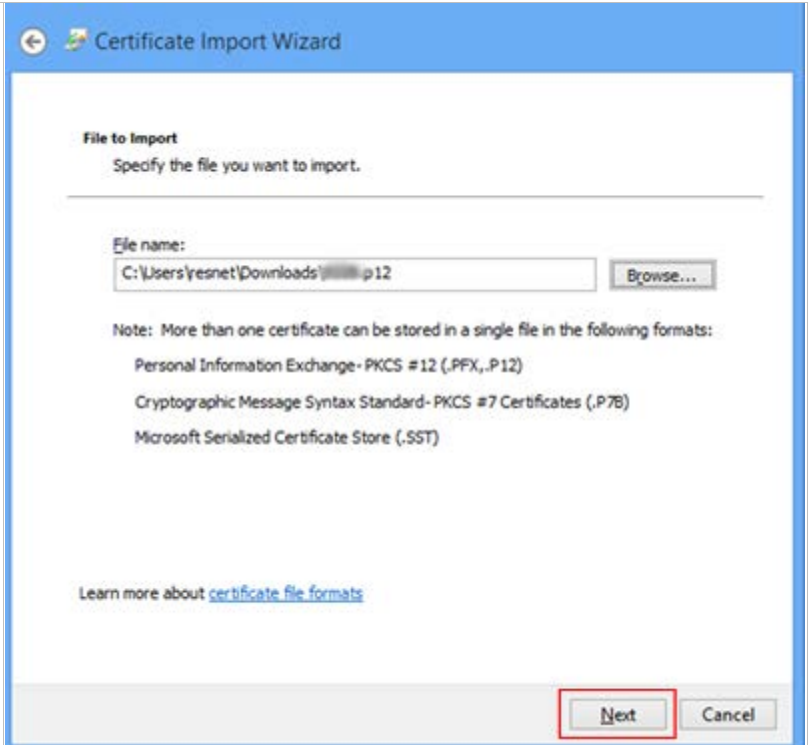 Certificate Import Wizard
File to Import
Specify the file you want to import.
File name:
C:\Users\resnet\Downloads\ .p12
Browse...
Note: More than one certificate can be stored in a single file in the following formats:
Personal Information Exchange- PKCS #12 (.PFX,.P12)
Cryptographic Message Syntax Standard- PKCS #7 Certificates (.P7B)
Microsoft Serialized Certificate Store (.SST)
Learn more about certificate file formats
Next
Cancel